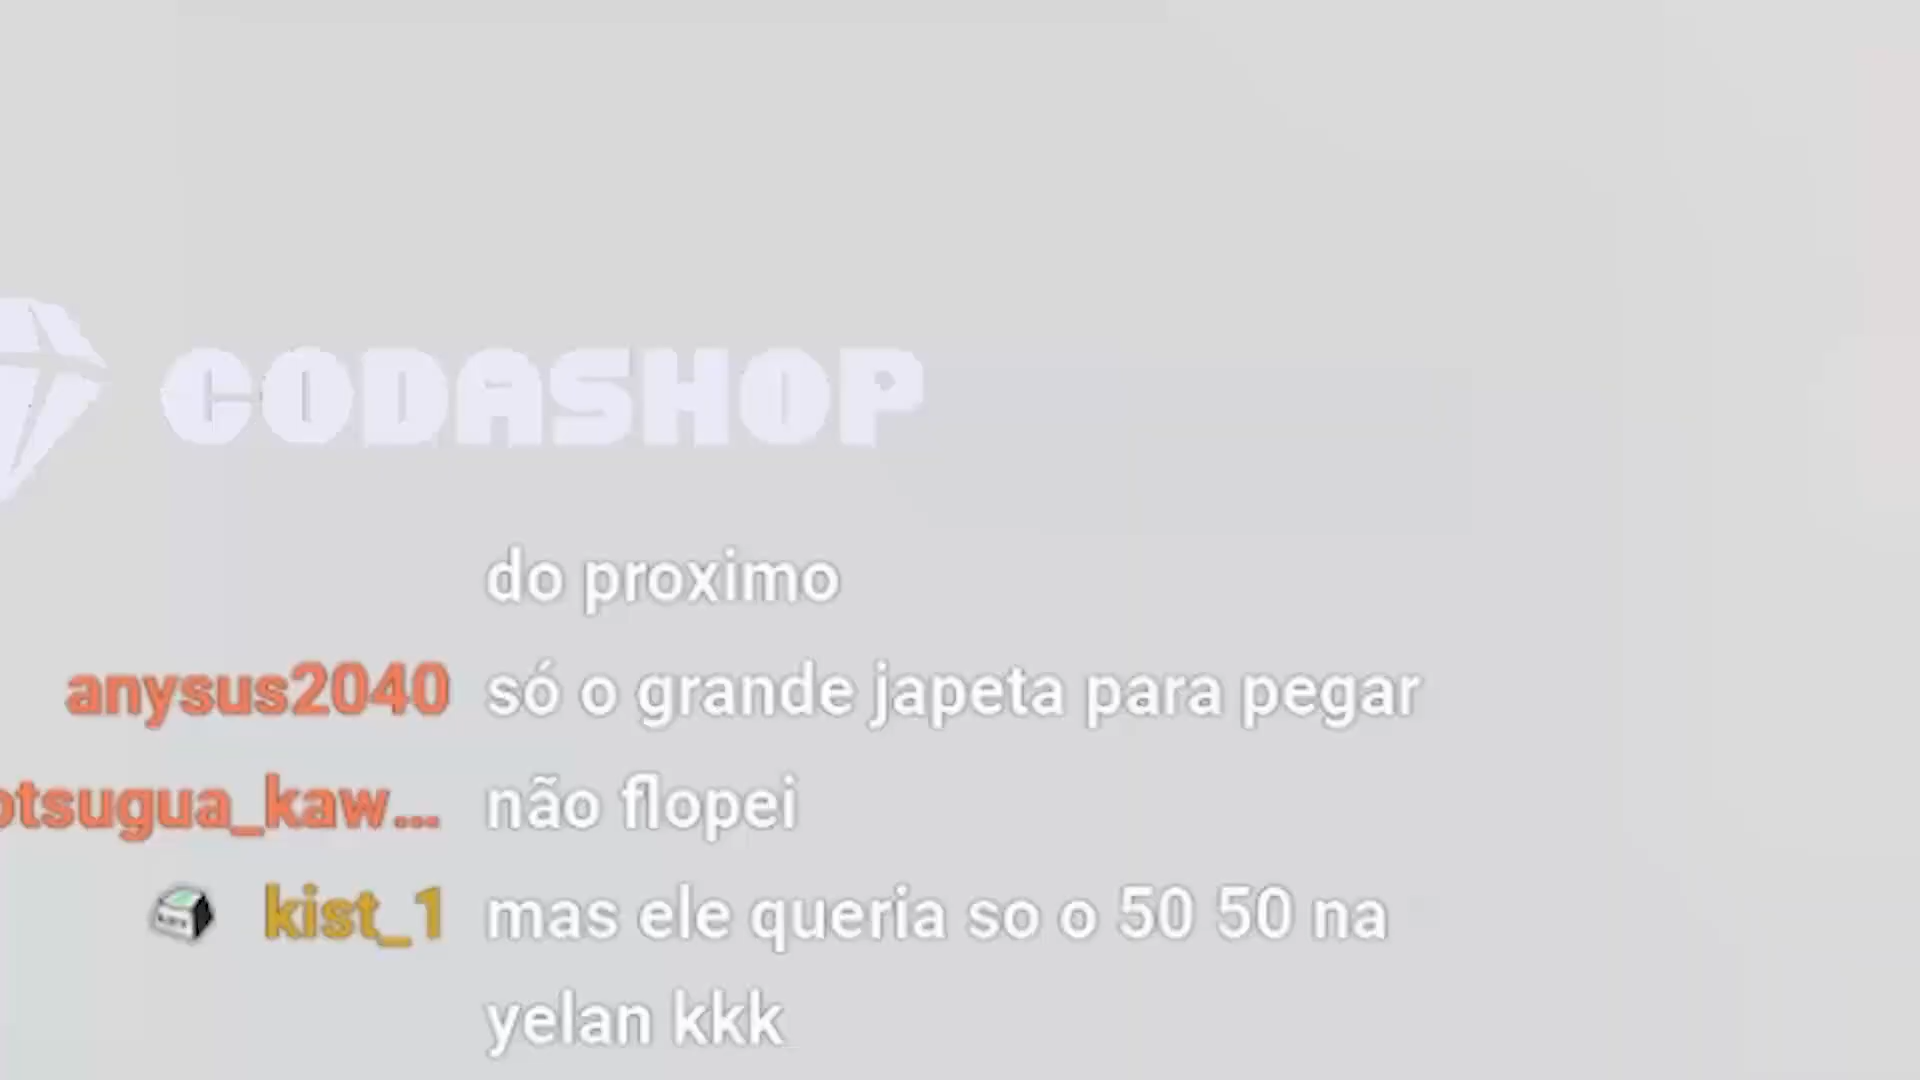 CODASHOP
do proximo
anysus2040 só o grande japeta para pegar
otsugua_kaw... não flopei
kist_1 mas ele queria so o 50 50 na
yelan kkk